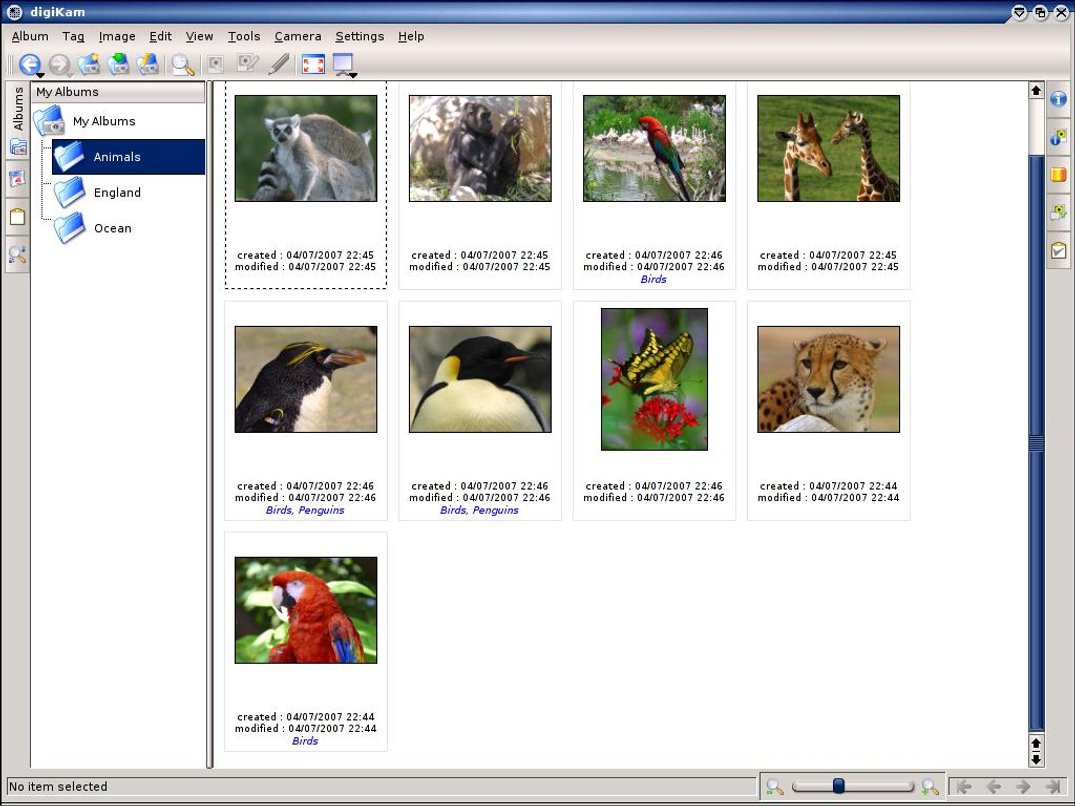 digiKam
Album Tag Image Edit View Tools Camera Settings Help
Albums
My Albums
My Albums
Animals
England
Ocean
created : 04/07/2007 22:45
modified : 04/07/2007 22:45
created : 04/07/2007 22:45
modified : 04/07/2007 22:45
created : 04/07/2007 22:46
modified : 04/07/2007 22:46
Birds
created : 04/07/2007 22:45
modified : 04/07/2007 22:45
created : 04/07/2007 22:46
modified : 04/07/2007 22:46
Birds, Penguins
created : 04/07/2007 22:46
modified : 04/07/2007 22:46
Birds, Penguins
created : 04/07/2007 22:46
modified : 04/07/2007 22:46
created : 04/07/2007 22:44
modified : 04/07/2007 22:44
created : 04/07/2007 22:44
modified : 04/07/2007 22:44
Birds
No item selected